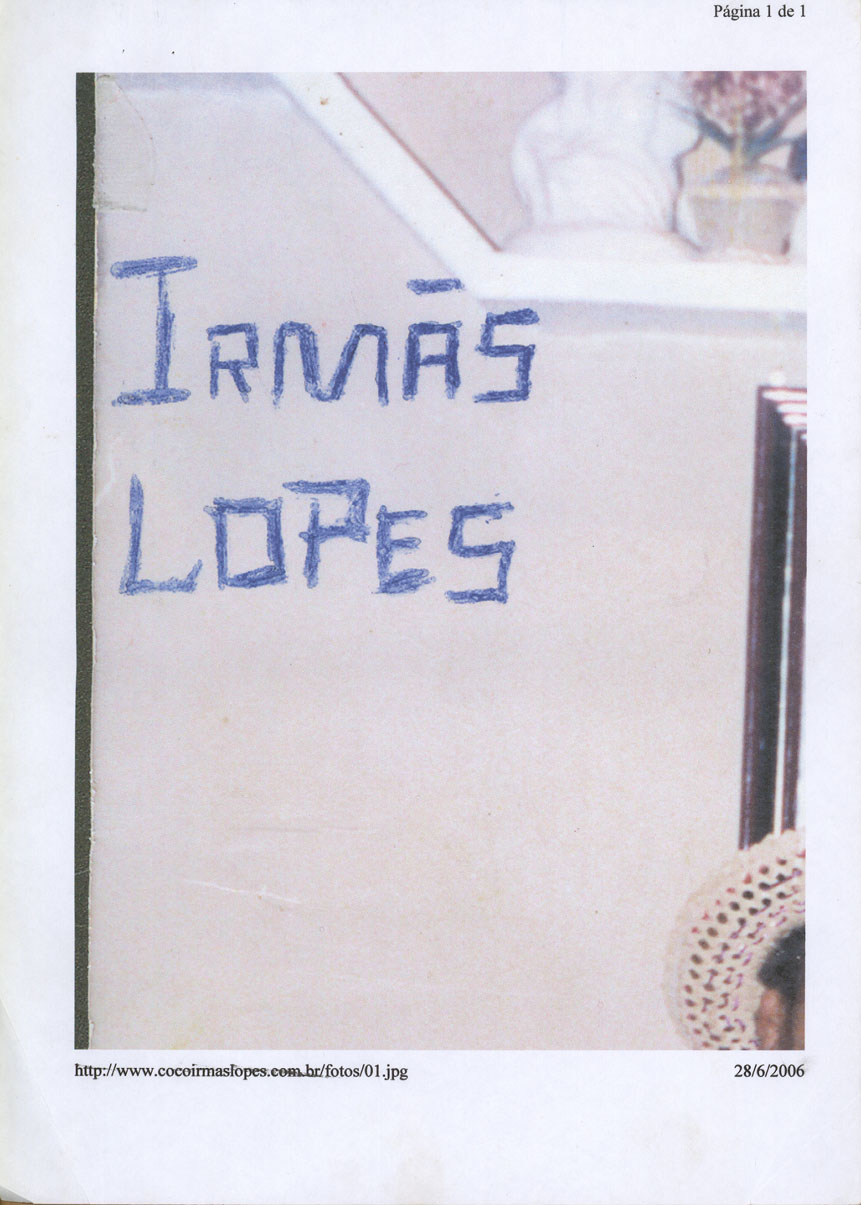 Página 1 de 1
IRMÃS
LOPES
http://www.cocoirmaslopes.com.br/fotos/01.jpg
28/6/2006